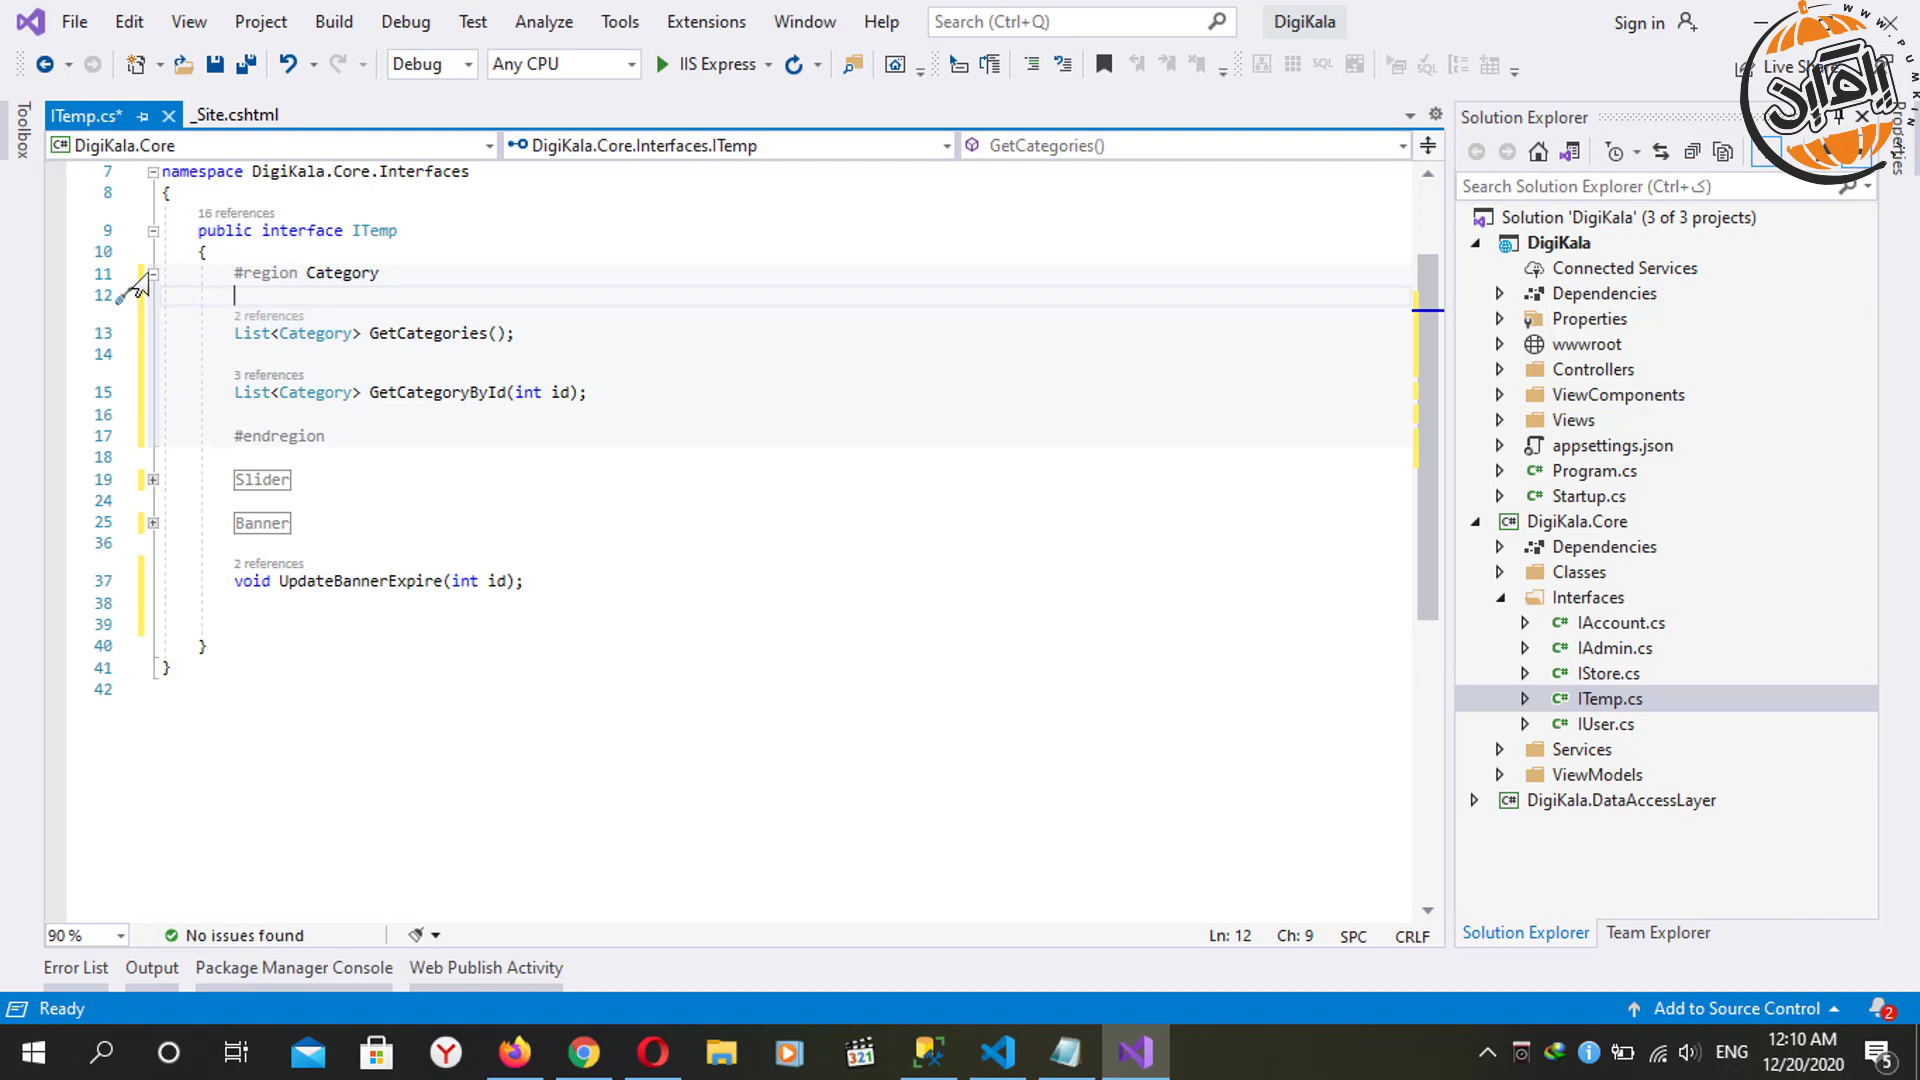 File Edit View Project Build Debug Test Analyze Tools Extensions Window Help Search (Ctrl+Q) DigiKala Sign in
Debug Any CPU IIS Express Live Share
ITemp.cs* _Site.cshtml
DigiKala.Core DigiKala.Core.Interfaces.ITemp GetCategories()
Toolbox
7 namespace DigiKala.Core.Interfaces
8 {
16 references
9 public interface ITemp
10 {
11 #region Category
12
2 references
13 List<Category> GetCategories();
14
3 references
15 List<Category> GetCategoryById(int id);
16
17 #endregion
18
19 Slider
24
25 Banner
36
2 references
37 void UpdateBannerExpire(int id);
38
39
40 }
41 }
42
90 % No issues found Ln: 12 Ch: 9 SPC CRLF
Error List Output Package Manager Console Web Publish Activity
Solution Explorer
Search Solution Explorer (Ctrl+ک)
Solution 'DigiKala' (3 of 3 projects)
DigiKala
Connected Services
Dependencies
Properties
wwwroot
Controllers
ViewComponents
Views
appsettings.json
Program.cs
Startup.cs
DigiKala.Core
Dependencies
Classes
Interfaces
IAccount.cs
IAdmin.cs
IStore.cs
ITemp.cs
IUser.cs
Services
ViewModels
DigiKala.DataAccessLayer
Solution Explorer Team Explorer
Properties
Ready Add to Source Control 2
321 ENG 12:10 AM
12/20/2020 5